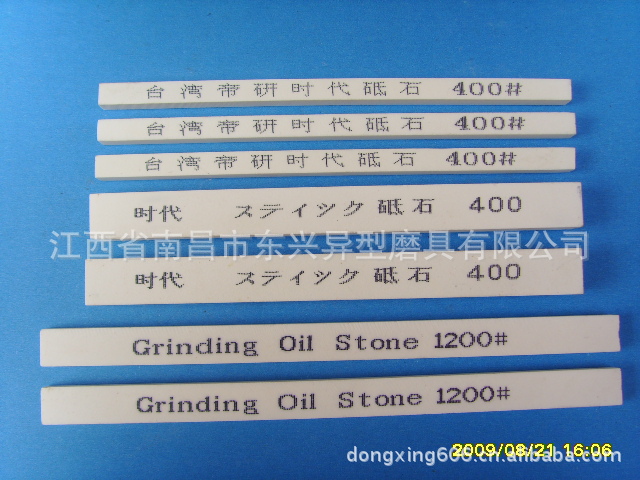 台湾帝研时代砥石 400#
台湾帝研时代砥石 400#
台湾帝研时代砥石 400#
时代 スティック砥石 400
江西省南昌市东兴异型磨具有限公司
时代 スティック砥石 400
Grinding Oil Stone 1200#
Grinding Oil Stone 1200#
2009/08/21 16:06
dongxing666.cn.alibaba.com